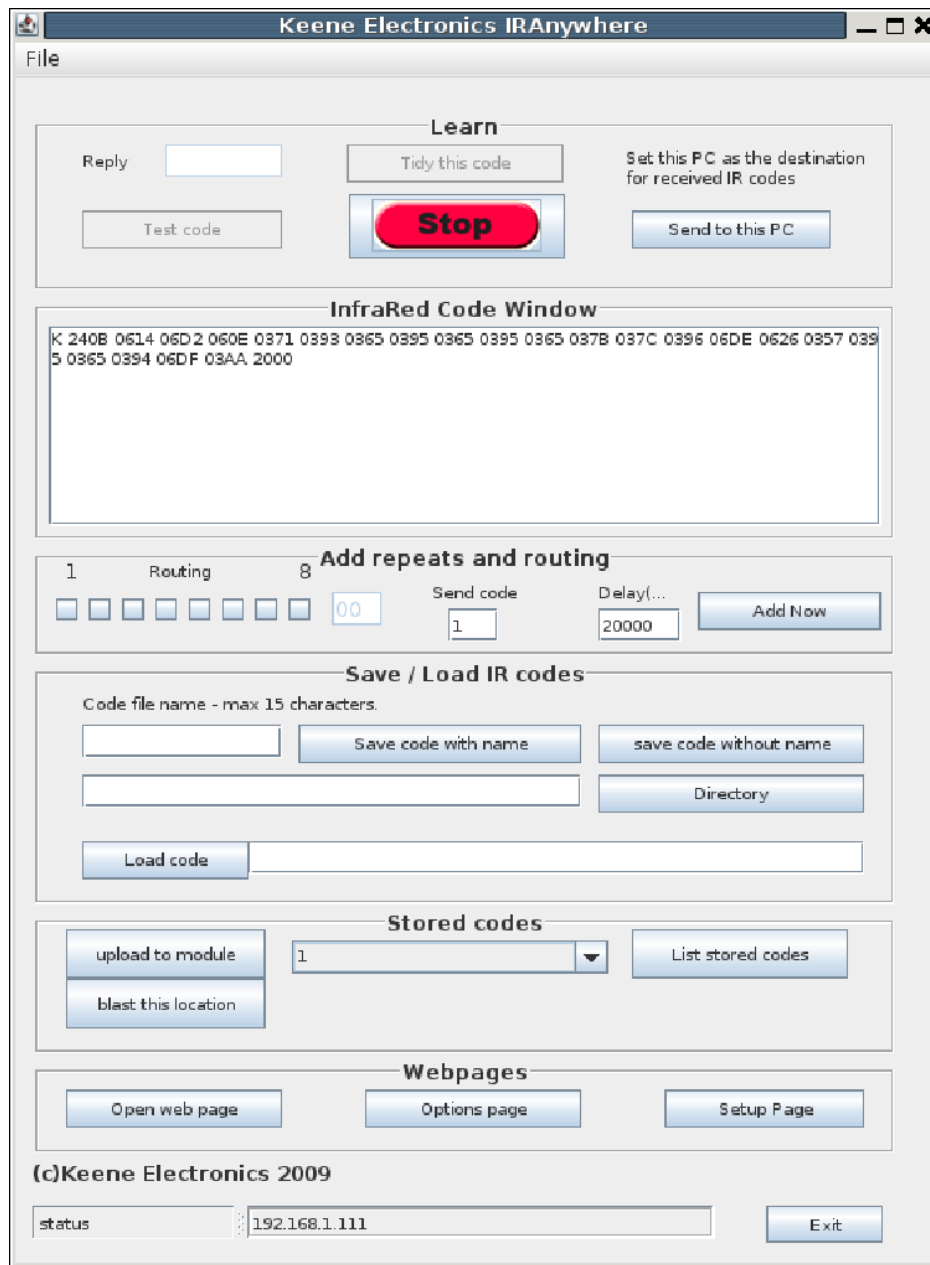 Keene Electronics IRAnywhere
File
Learn
Reply
Tidy this code
Set this PC as the destination
for received IR codes
Test code
Stop
Send to this PC
InfraRed Code Window
K 240B 0614 06D2 060E 0371 0393 0365 0395 0365 0395 0365 037B 037C 0396 06DE 0626 0357 039
5 0365 0394 06DF 03AA 2000
Add repeats and routing
1 Routing 8
Send code
Delay(...
00
1
20000
Add Now
Save / Load IR codes
Code file name - max 15 characters.
Save code with name
save code without name
Directory
Load code
Stored codes
upload to module
1
List stored codes
blast this location
Webpages
Open web page
Options page
Setup Page
(c)Keene Electronics 2009
status
192.168.1.111
Exit